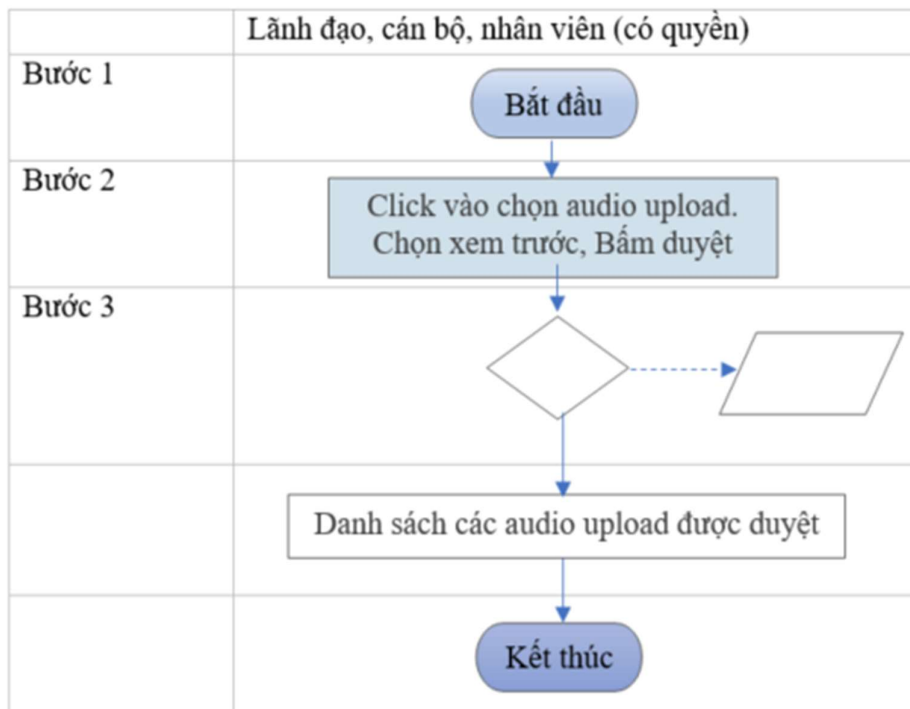 Lãnh đạo, cán bộ, nhân viên (có quyền)
Bước 1
Bắt đầu
Bước 2
Click vào chọn audio upload.
Chọn xem trước, Bấm duyệt
Bước 3
Danh sách các audio upload được duyệt
Kết thúc